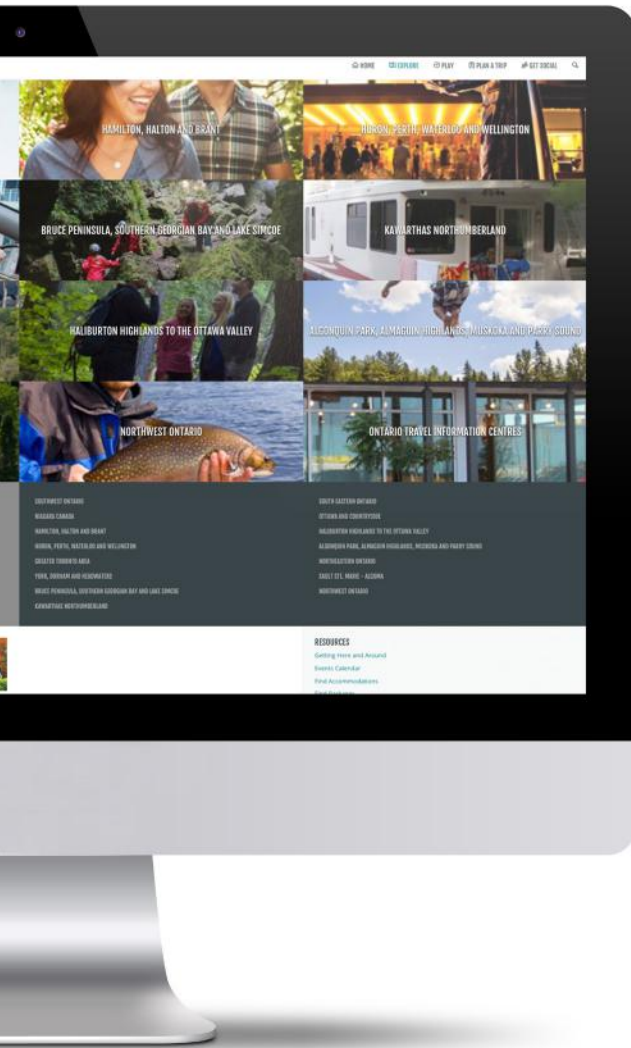 HOME EXPLORE PLAY PLAN A TRIP GET SOCIAL
HAMILTON, HALTON AND BRANT
HURON, PERTH, WATERLOO AND WELLINGTON
BRUCE PENINSULA, SOUTHERN GEORGIAN BAY AND LAKE SIMCOE
KAWARTHAS NORTHUMBERLAND
HALIBURTON HIGHLANDS TO THE OTTAWA VALLEY
ALGONQUIN PARK, ALMAGUIN HIGHLANDS, MUSKOKA AND PARRY SOUND
NORTHWEST ONTARIO
ONTARIO TRAVEL INFORMATION CENTRES
SOUTHWEST ONTARIO
NIAGARA CANADA
HAMILTON, HALTON AND BRANT
HURON, PERTH, WATERLOO AND WELLINGTON
GREATER TORONTO AREA
YORK, DURHAM AND HEADWATERS
BRUCE PENINSULA, SOUTHERN GEORGIAN BAY AND LAKE SIMCOE
KAWARTHAS NORTHUMBERLAND
SOUTH EASTERN ONTARIO
OTTAWA AND COUNTRYSIDE
HALIBURTON HIGHLANDS TO THE OTTAWA VALLEY
ALGONQUIN PARK, ALMAGUIN HIGHLANDS, MUSKOKA AND PARRY SOUND
NORTHEASTERN ONTARIO
SAULT STE. MARIE - ALGOMA
NORTHWEST ONTARIO
RESOURCES
Getting Here and Around
Events Calendar
Find Accommodations